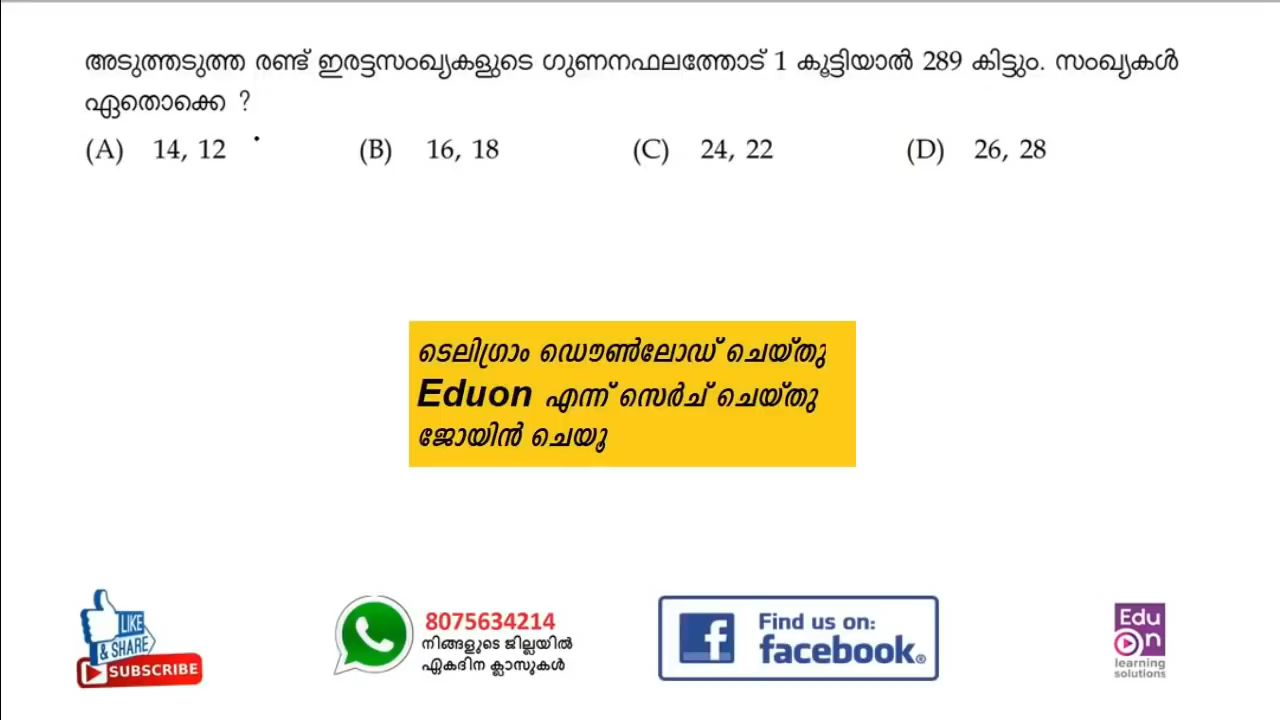 അടുത്തടുത്ത രണ്ട് ഇരട്ടസംഖ്യകളുടെ ഗുണനഫലത്തോട് 1 കൂട്ടിയാൽ 289 കിട്ടും. സംഖ്യകൾ
ഏതൊക്കെ ?
(A) 14, 12 (B) 16, 18 (C) 24, 22 (D) 26, 28
ടെലിഗ്രാം ഡൌൺലോഡ് ചെയ്തു
Eduon എന്ന് സെർച് ചെയ്തു
ജോയിൻ ചെയൂ
LIKE
& SHARE
SUBSCRIBE
8075634214
നിങ്ങളുടെ ജില്ലയിൽ
ഏകദിന ക്ലാസുകൾ
f Find us on:
facebook®
Edu
On
learning
solutions